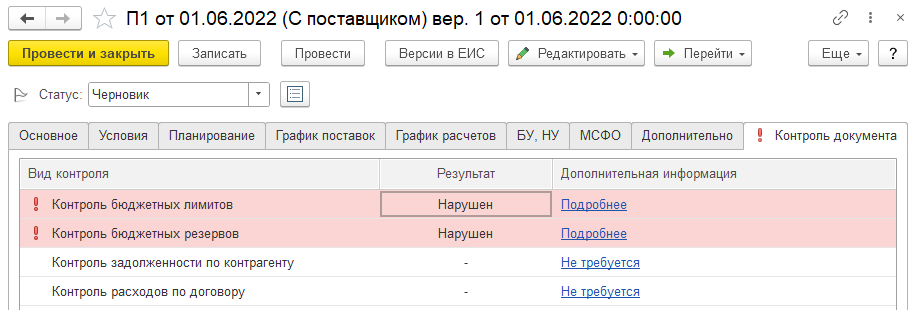 П1 от 01.06.2022 (С поставщиком) вер. 1 от 01.06.2022 0:00:00
Провести и закрыть Записать Провести Версии в ЕИС Редактировать Перейти Еще ?
Статус: Черновик
Основное Условия Планирование График поставок График расчетов БУ, НУ МСФО Дополнительно Контроль документа
Вид контроля Результат Дополнительная информация
Контроль бюджетных лимитов Нарушен Подробнее
Контроль бюджетных резервов Нарушен Подробнее
Контроль задолженности по контрагенту - Не требуется
Контроль расходов по договору - Не требуется